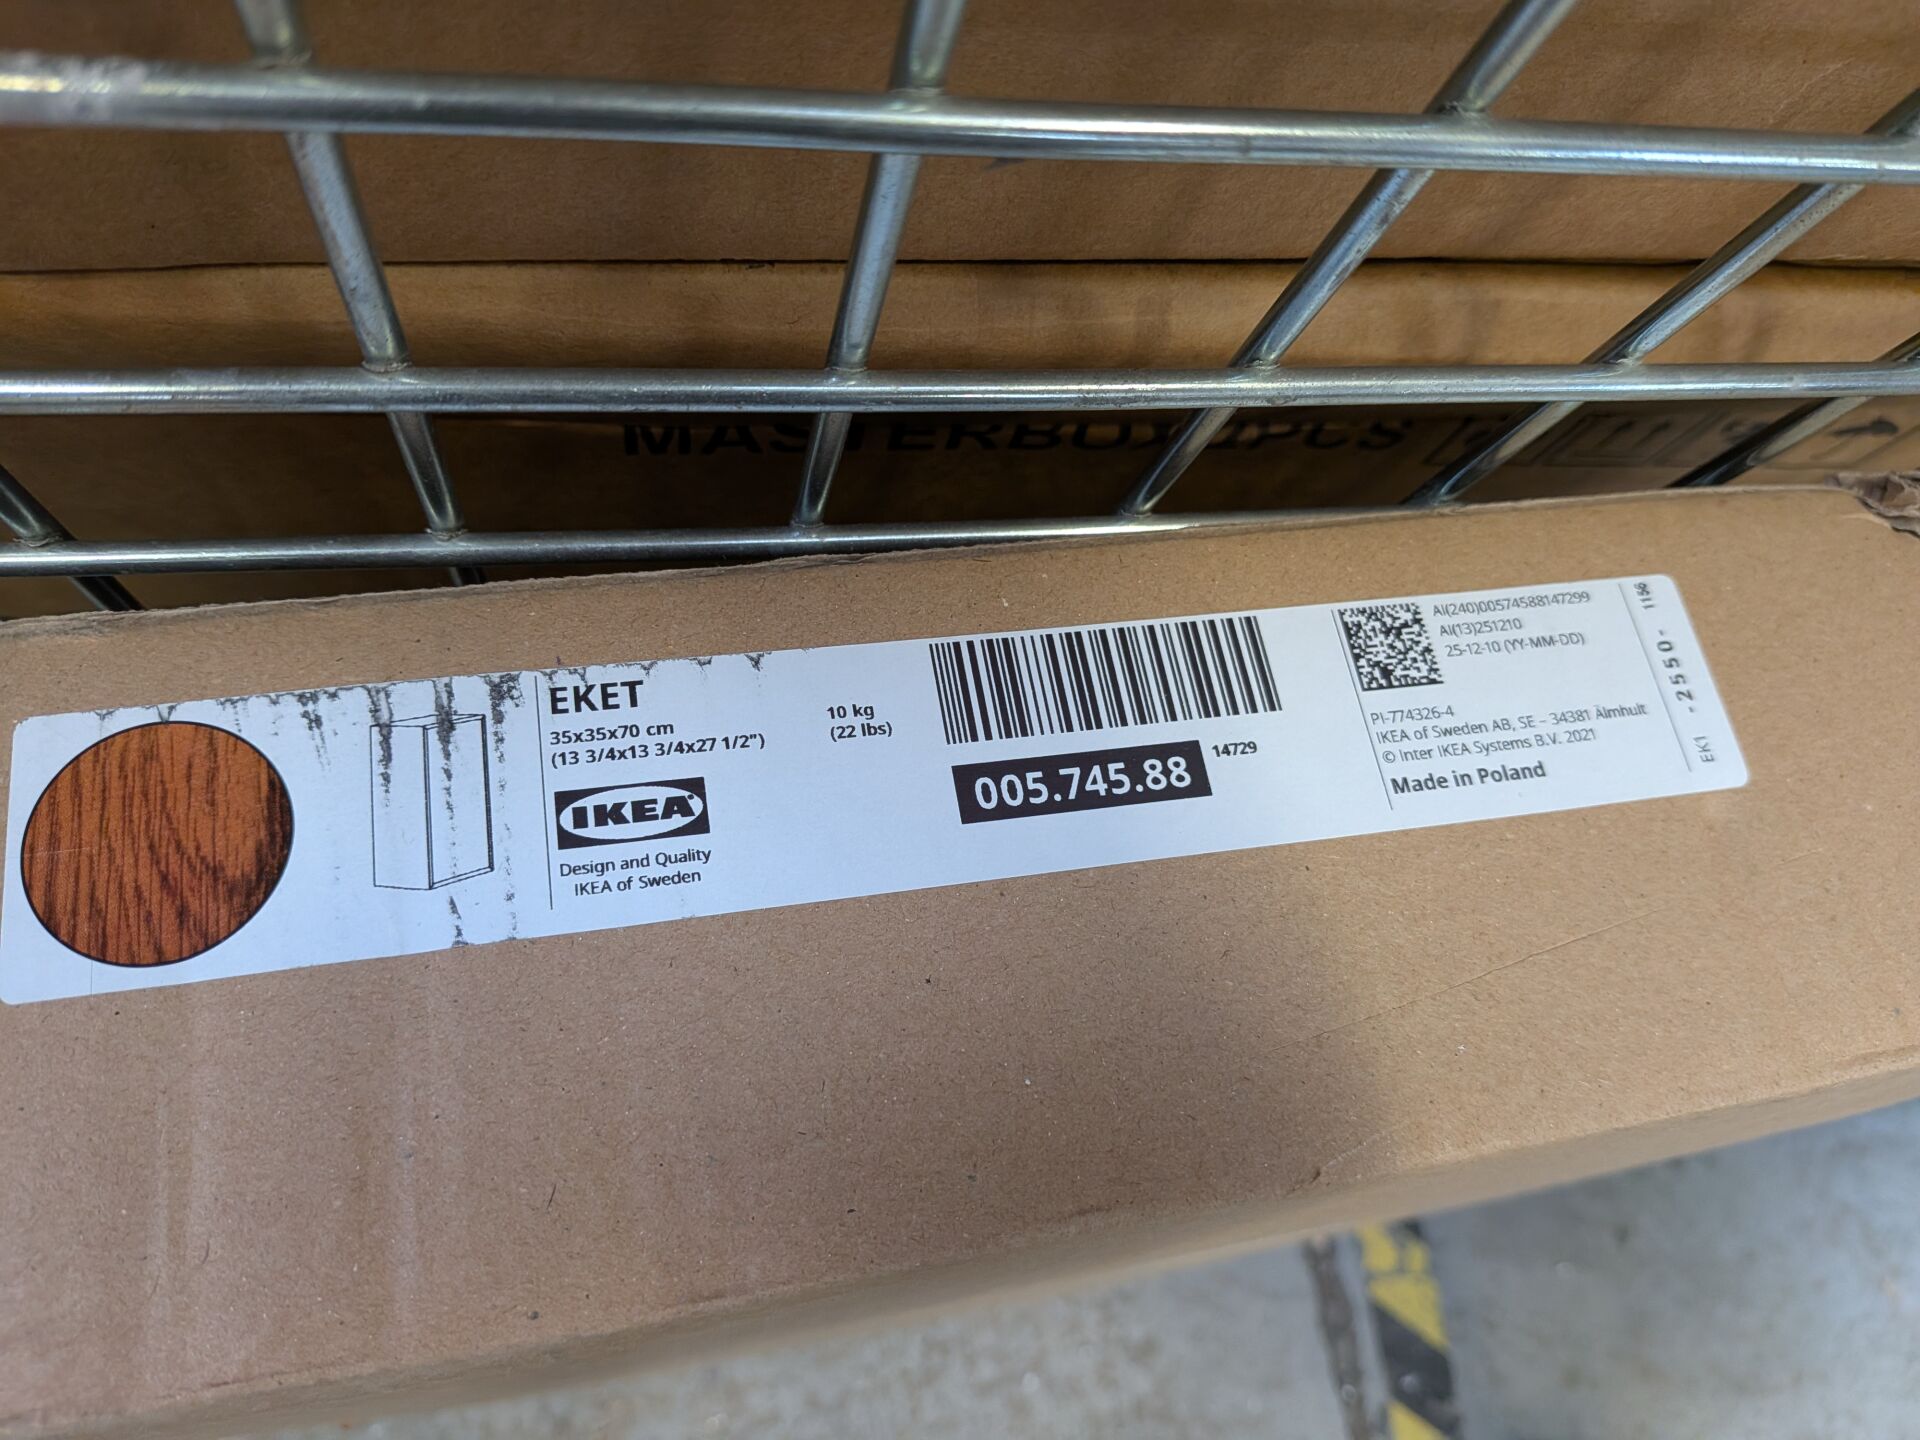 MASTERBOX 2PCS
EKET
35x35x70 cm
(13 3/4x13 3/4x27 1/2")
10 kg
(22 lbs)
IKEA
Design and Quality
IKEA of Sweden
005.745.88
14729
AI(240)00574588147299
AI(13)251210
25-12-10 (YY-MM-DD)
PI-774326-4
IKEA of Sweden AB, SE – 34381 Älmhult
© Inter IKEA Systems B.V. 2021
Made in Poland
EK1 - 2550 - 1156